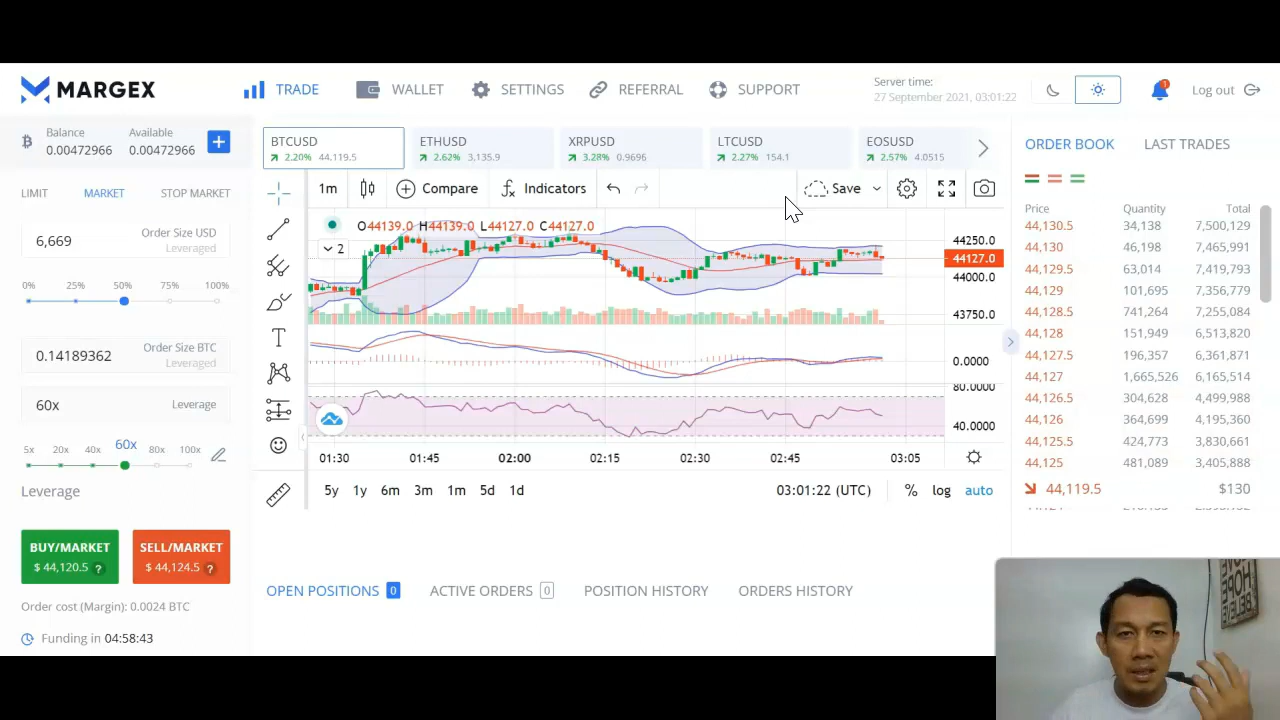 MARGEX
TRADE
WALLET
SETTINGS
REFERRAL
SUPPORT
Server time:
27 September 2021, 03:01:22
1
Log out
Balance
0.00472966
Available
0.00472966
BTCUSD
2.20% 44,119.5
ETHUSD
2.62% 3,135.9
XRPUSD
3.28% 0.9696
LTCUSD
2.27% 154.1
EOSUSD
2.57% 4.0515
LIMIT
MARKET
STOP MARKET
6,669
Order Size USD
Leveraged
0% 25% 50% 75% 100%
0.14189362
Order Size BTC
Leveraged
60x
Leverage
5x 20x 40x 60x 80x 100x
Leverage
BUY/MARKET
$ 44,120.5 ?
SELL/MARKET
$ 44,124.5 ?
Order cost (Margin): 0.0024 BTC
Funding in 04:58:43
1m
Compare
Indicators
Save
O44139.0 H44139.0 L44127.0 C44127.0
2
T
44250.0
44127.0
44000.0
43750.0
0.0000
80.0000
40.0000
01:30 01:45 02:00 02:15 02:30 02:45 03:05
5y 1y 6m 3m 1m 5d 1d
03:01:22 (UTC)
% log auto
OPEN POSITIONS 0
ACTIVE ORDERS 0
POSITION HISTORY
ORDERS HISTORY
ORDER BOOK
LAST TRADES
Price Quantity Total
44,130.5 34,138 7,500,129
44,130 46,198 7,465,991
44,129.5 63,014 7,419,793
44,129 101,695 7,356,779
44,128.5 741,264 7,255,084
44,128 151,949 6,513,820
44,127.5 196,357 6,361,871
44,127 1,665,526 6,165,514
44,126.5 304,628 4,499,988
44,126 364,699 4,195,360
44,125.5 424,773 3,830,661
44,125 481,089 3,405,888
44,119.5 $130
HOPE
BELIEVE